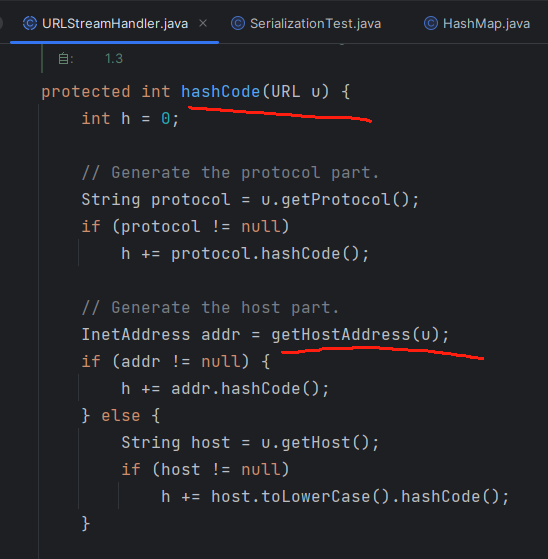 URLStreamHandler.java × SerializationTest.java HashMap.java
自: 1.3
protected int hashCode(URL u) {
int h = 0;
// Generate the protocol part.
String protocol = u.getProtocol();
if (protocol != null)
h += protocol.hashCode();
// Generate the host part.
InetAddress addr = getHostAddress(u);
if (addr != null) {
h += addr.hashCode();
} else {
String host = u.getHost();
if (host != null)
h += host.toLowerCase().hashCode();
}